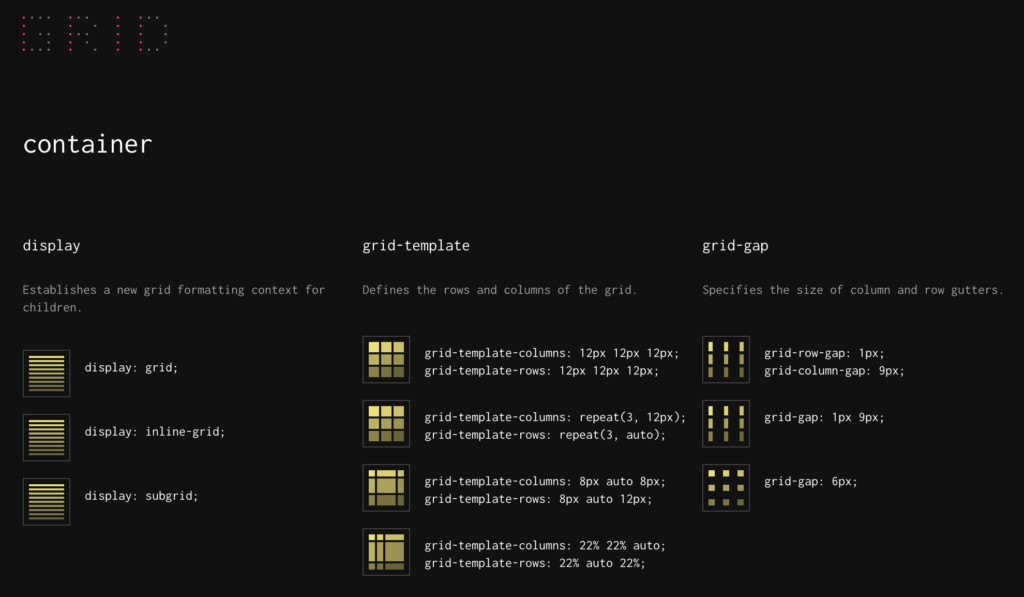 GRID
container
display
Establishes a new grid formatting context for
children.
display: grid;
display: inline-grid;
display: subgrid;
grid-template
Defines the rows and columns of the grid.
grid-template-columns: 12px 12px 12px;
grid-template-rows: 12px 12px 12px;
grid-template-columns: repeat(3, 12px);
grid-template-rows: repeat(3, auto);
grid-template-columns: 8px auto 8px;
grid-template-rows: 8px auto 12px;
grid-template-columns: 22% 22% auto;
grid-template-rows: 22% auto 22%;
grid-gap
Specifies the size of column and row gutters.
grid-row-gap: 1px;
grid-column-gap: 9px;
grid-gap: 1px 9px;
grid-gap: 6px;